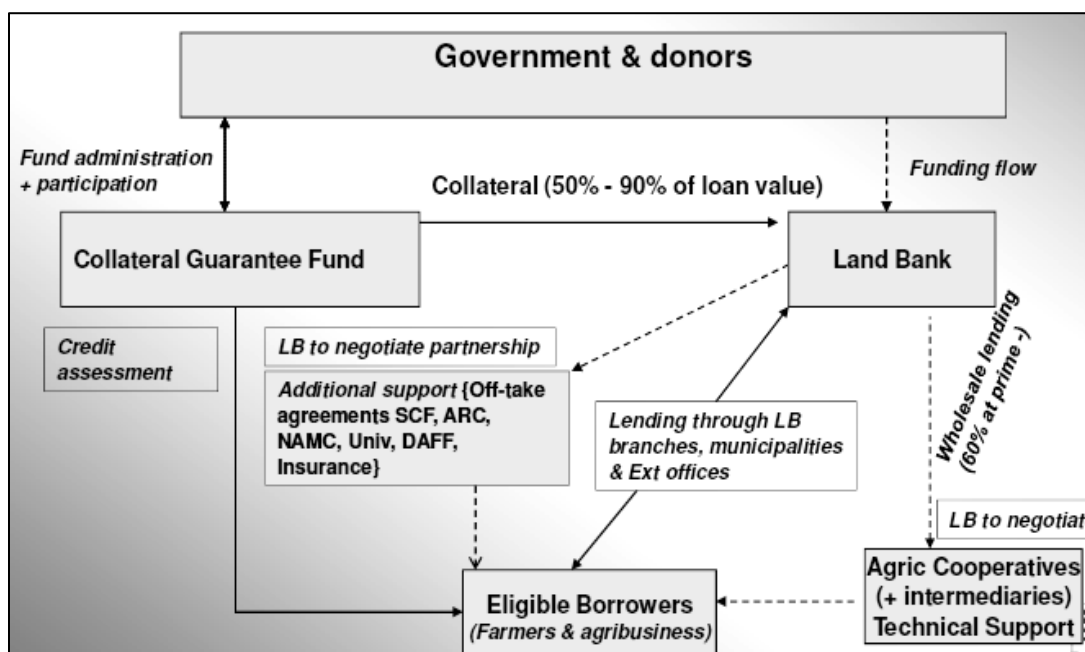 Government & donors
Fund administration
+ participation
Funding flow
Collateral (50% - 90% of loan value)
Collateral Guarantee Fund
Land Bank
Credit
assessment
LB to negotiate partnership
Additional support {Off-take
agreements SCF, ARC,
NAMC, Univ, DAFF,
Insurance}
Lending through LB
branches, municipalities
& Ext offices
Wholesale lending
(60% at prime -)
LB to negotiat
Agric Cooperatives
(+ intermediaries)
Technical Support
Eligible Borrowers
(Farmers & agribusiness)